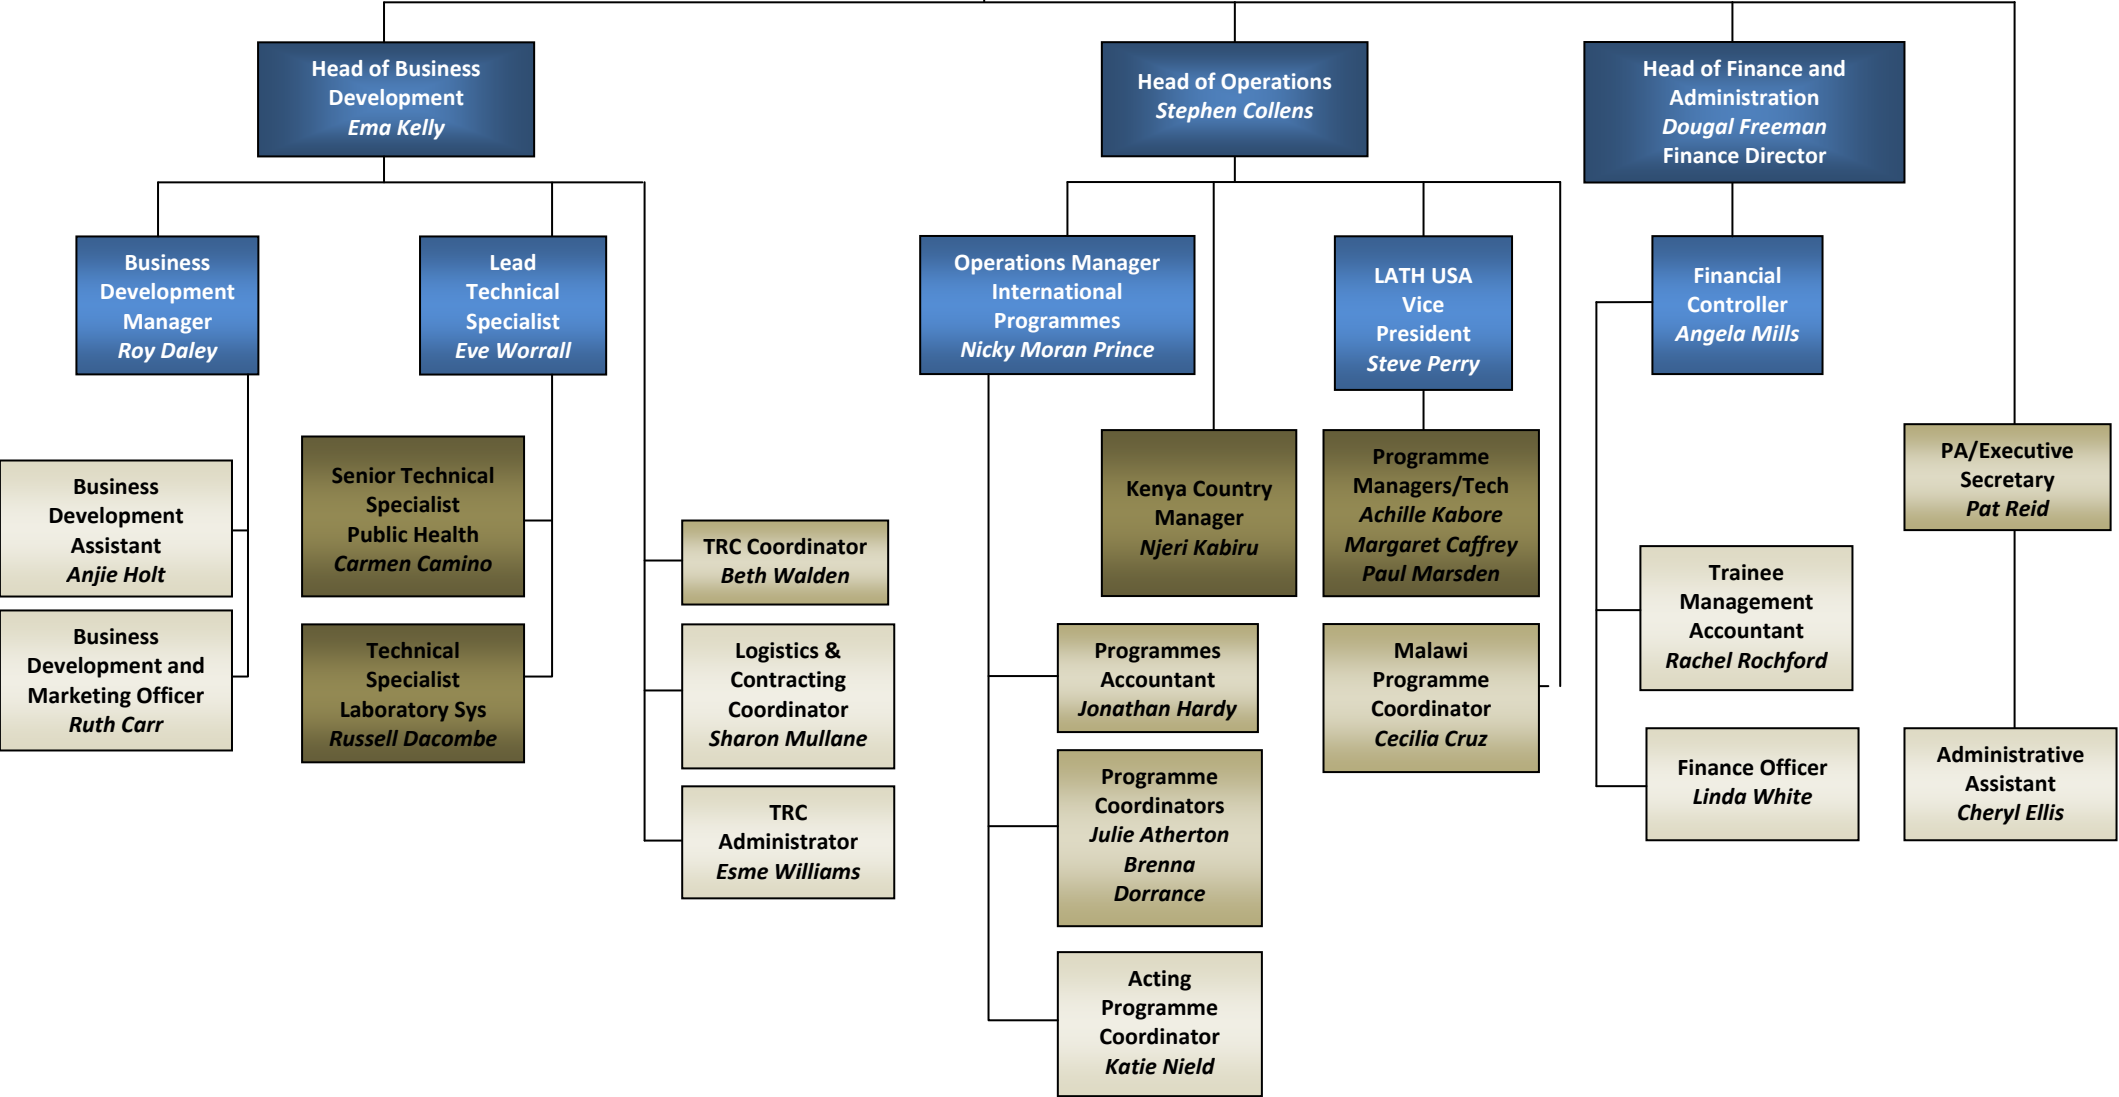 Head of Business
Development
Ema Kelly
Head of Operations
Stephen Collens
Head of Finance and
Administration
Dougal Freeman
Finance Director
Business
Development
Manager
Roy Daley
Lead
Technical
Specialist
Eve Worrall
Operations Manager
International
Programmes
Nicky Moran Prince
LATH USA
Vice
President
Steve Perry
Financial
Controller
Angela Mills
Business
Development
Assistant
Anjie Holt
Senior Technical
Specialist
Public Health
Carmen Camino
TRC Coordinator
Beth Walden
Kenya Country
Manager
Njeri Kabiru
Programme
Managers/Tech
Achille Kabore
Margaret Caffrey
Paul Marsden
PA/Executive
Secretary
Pat Reid
Trainee
Management
Accountant
Rachel Rochford
Business
Development and
Marketing Officer
Ruth Carr
Technical
Specialist
Laboratory Sys
Russell Dacombe
Logistics &
Contracting
Coordinator
Sharon Mullane
Programmes
Accountant
Jonathan Hardy
Malawi
Programme
Coordinator
Cecilia Cruz
Finance Officer
Linda White
Administrative
Assistant
Cheryl Ellis
TRC
Administrator
Esme Williams
Programme
Coordinators
Julie Atherton
Brenna
Dorrance
Acting
Programme
Coordinator
Katie Nield